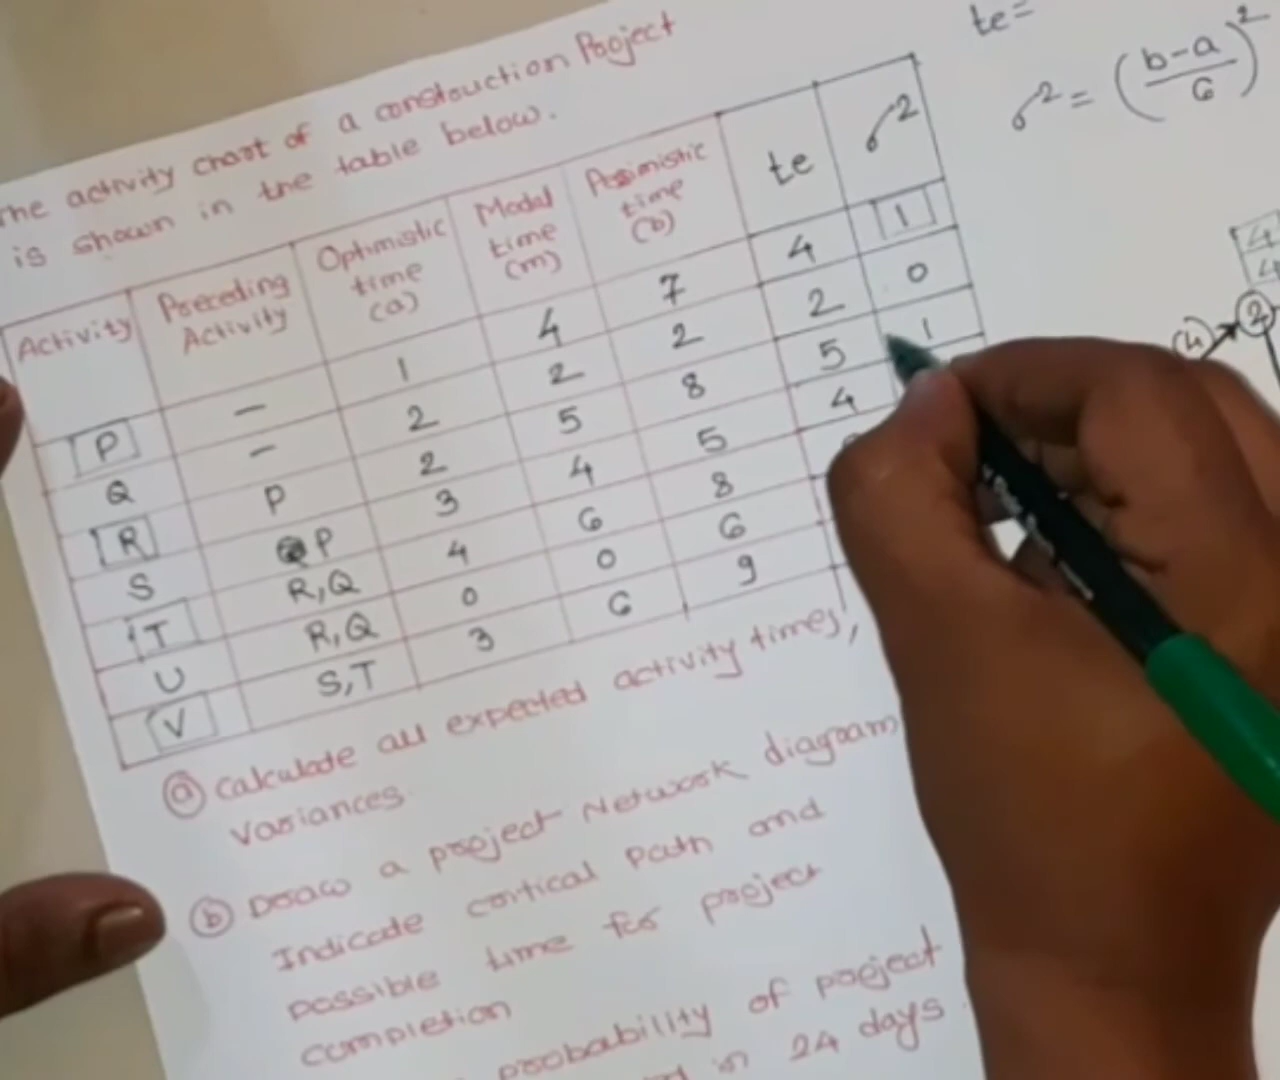 The activity chart of a construction Project
is shown in the table below.
Activity Preceding Activity Optimistic time (a) Modal time (m) Pessimistic time (b) te σ²
P — 1 4 7 4 1
Q — 2 2 2 2 0
R P 2 5 8 5 1
S P 3 4 5 4
T R,Q 4 6 8
U R,Q 0 0 6
V S,T 3 6 9
ⓐ Calculate all expected activity times,
variances
ⓑ Draw a project Network diagram
Indicate critical path and
possible time for project
completion
probability of project
in 24 days.
te =
σ² = (b-a/6)²
4
4
2
(4)